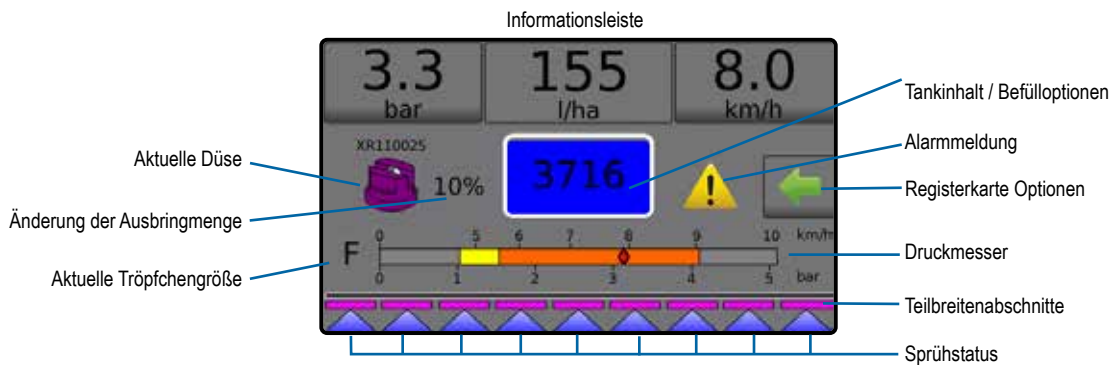 Informationsleiste
3.3 155 8.0
bar l/ha km/h
Tankinhalt / Befülloptionen
Alarmmeldung
XR110025
Aktuelle Düse
10% 3716
Registerkarte Optionen
Änderung der Ausbringmenge
0 5 6 7 8 9 10 km/h
F
Druckmesser
Aktuelle Tröpfchengröße
0 1 2 3 4 5 bar
Teilbreitenabschnitte
Sprühstatus